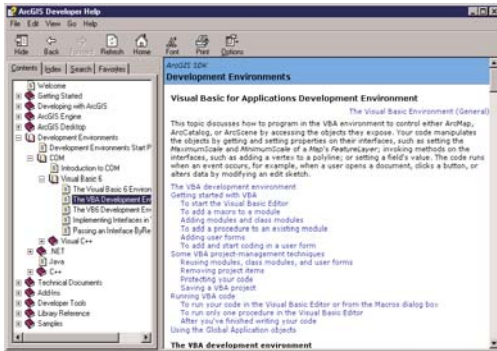 ArcGIS Developer Help
File Edit View Go Help
Hide Back Forward Refresh Home Font Print Options
Contents Index Search Favorites
Welcome
Getting Started
Developing with ArcGIS
ArcGIS Engine
ArcGIS Desktop
Development Environments
Development Environments Start P
COM
Introduction to COM
Visual Basic 6
The Visual Basic 6 Environ
The VBA Development En
The VB6 Development En
Implementing Interfaces in
Passing an Interface ByRe
Visual C++
.NET
Java
C++
Technical Documents
Add-Ins
Developer Tools
Library Reference
Samples
ArcGIS SDK
Development Environments
Visual Basic for Applications Development Environment
The Visual Basic Environment (General)
This topic discusses how to program in the VBA environment to control either ArcMap,
ArcCatalog, or ArcScene by accessing the objects they expose. Your code manipulates
the objects by getting and setting properties on their interfaces, such as setting the
MaximumScale and MinimumScale of a Map's FeatureLayer; invoking methods on the
interfaces, such as adding a vertex to a polyline; or setting a field's value. The code runs
when an event occurs, for example, when a user opens a document, clicks a button, or
alters data by modifying an edit sketch.
The VBA development environment
Getting started with VBA
To start the Visual Basic Editor
To add a macro to a module
Adding modules and class modules
To add a procedure to an existing module
Adding user forms
To add and start coding in a user form
Some VBA project-management techniques
Reusing modules, class modules, and user forms
Removing project items
Protecting your code
Saving a VBA project
Running VBA code
To run your code in the Visual Basic Editor or from the Macros dialog box
To run only one procedure in the Visual Basic Editor
After you've finished writing your code
Using the Global Application objects
The VBA development environment